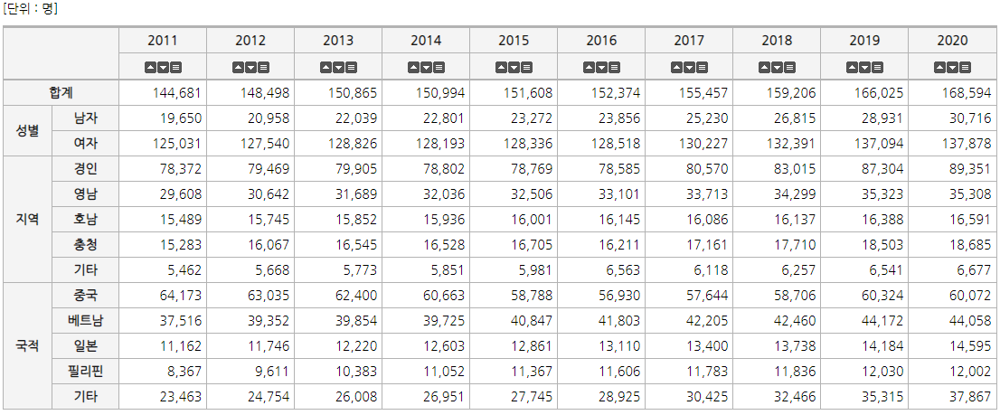 [단위 : 명]
2011 2012 2013 2014 2015 2016 2017 2018 2019 2020
합계 144,681 148,498 150,865 150,994 151,608 152,374 155,457 159,206 166,025 168,594
성별 남자 19,650 20,958 22,039 22,801 23,272 23,856 25,230 26,815 28,931 30,716
여자 125,031 127,540 128,826 128,193 128,336 128,518 130,227 132,391 137,094 137,878
지역 경인 78,372 79,469 79,905 78,802 78,769 78,585 80,570 83,015 87,304 89,351
영남 29,608 30,642 31,689 32,036 32,506 33,101 33,713 34,299 35,323 35,308
호남 15,489 15,745 15,852 15,936 16,001 16,145 16,086 16,137 16,388 16,591
충청 15,283 16,067 16,545 16,528 16,705 16,211 17,161 17,710 18,503 18,685
기타 5,462 5,668 5,773 5,851 5,981 6,563 6,118 6,257 6,541 6,677
국적 중국 64,173 63,035 62,400 60,663 58,788 56,930 57,644 58,706 60,324 60,072
베트남 37,516 39,352 39,854 39,725 40,847 41,803 42,205 42,460 44,172 44,058
일본 11,162 11,746 12,220 12,603 12,861 13,110 13,400 13,738 14,184 14,595
필리핀 8,367 9,611 10,383 11,052 11,367 11,606 11,783 11,836 12,030 12,002
기타 23,463 24,754 26,008 26,951 27,745 28,925 30,425 32,466 35,315 37,867